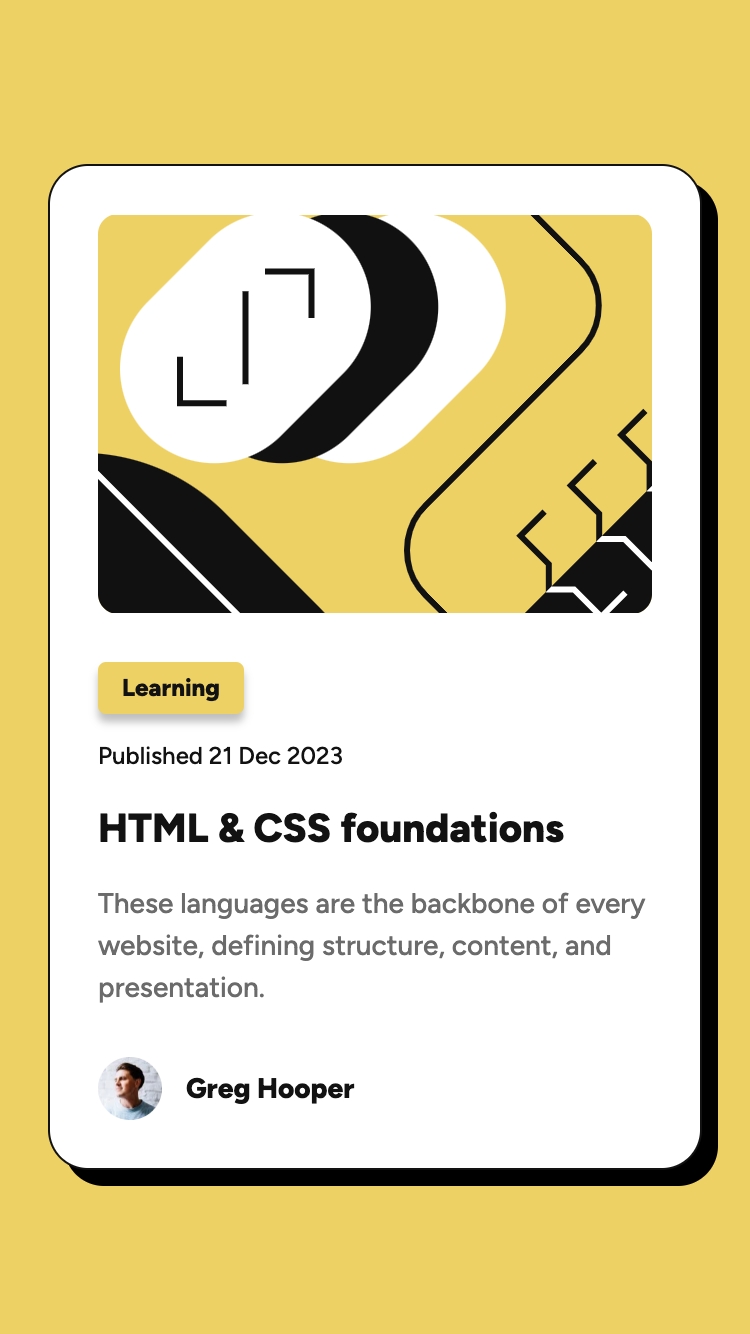 Learning
Published 21 Dec 2023
HTML & CSS foundations
These languages are the backbone of every
website, defining structure, content, and
presentation.
Greg Hooper